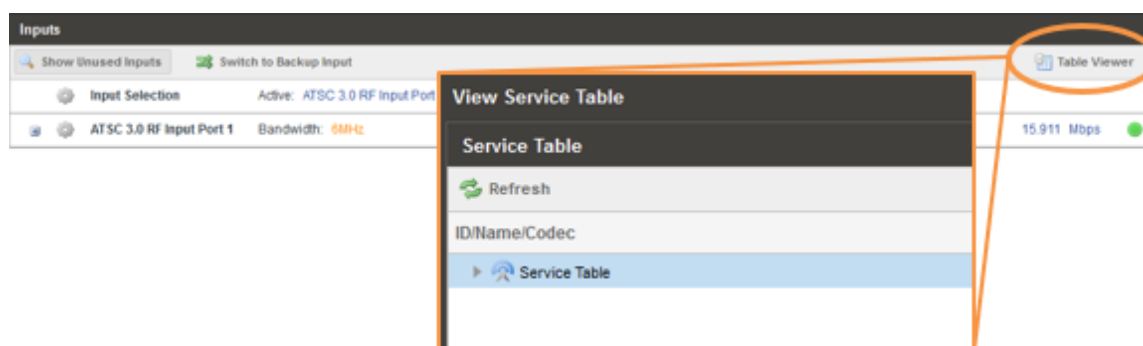 Inputs
Show Unused Inputs Switch to Backup Input Table Viewer
Input Selection Active: ATSC 3.0 RF Input Port
ATSC 3.0 RF Input Port 1 Bandwidth: 6MHz 15.911 Mbps
View Service Table
Service Table
Refresh
ID/Name/Codec
Service Table